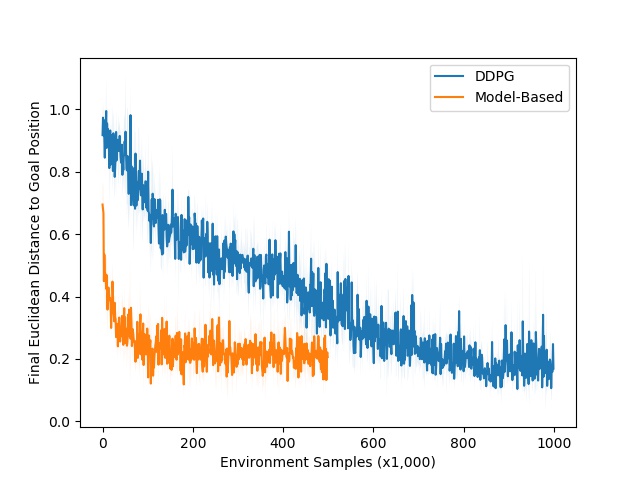 DDPG
Model-Based
Final Euclidean Distance to Goal Position
1.0
0.8
0.6
0.4
0.2
0.0
0 200 400 600 800 1000
Environment Samples (x1,000)